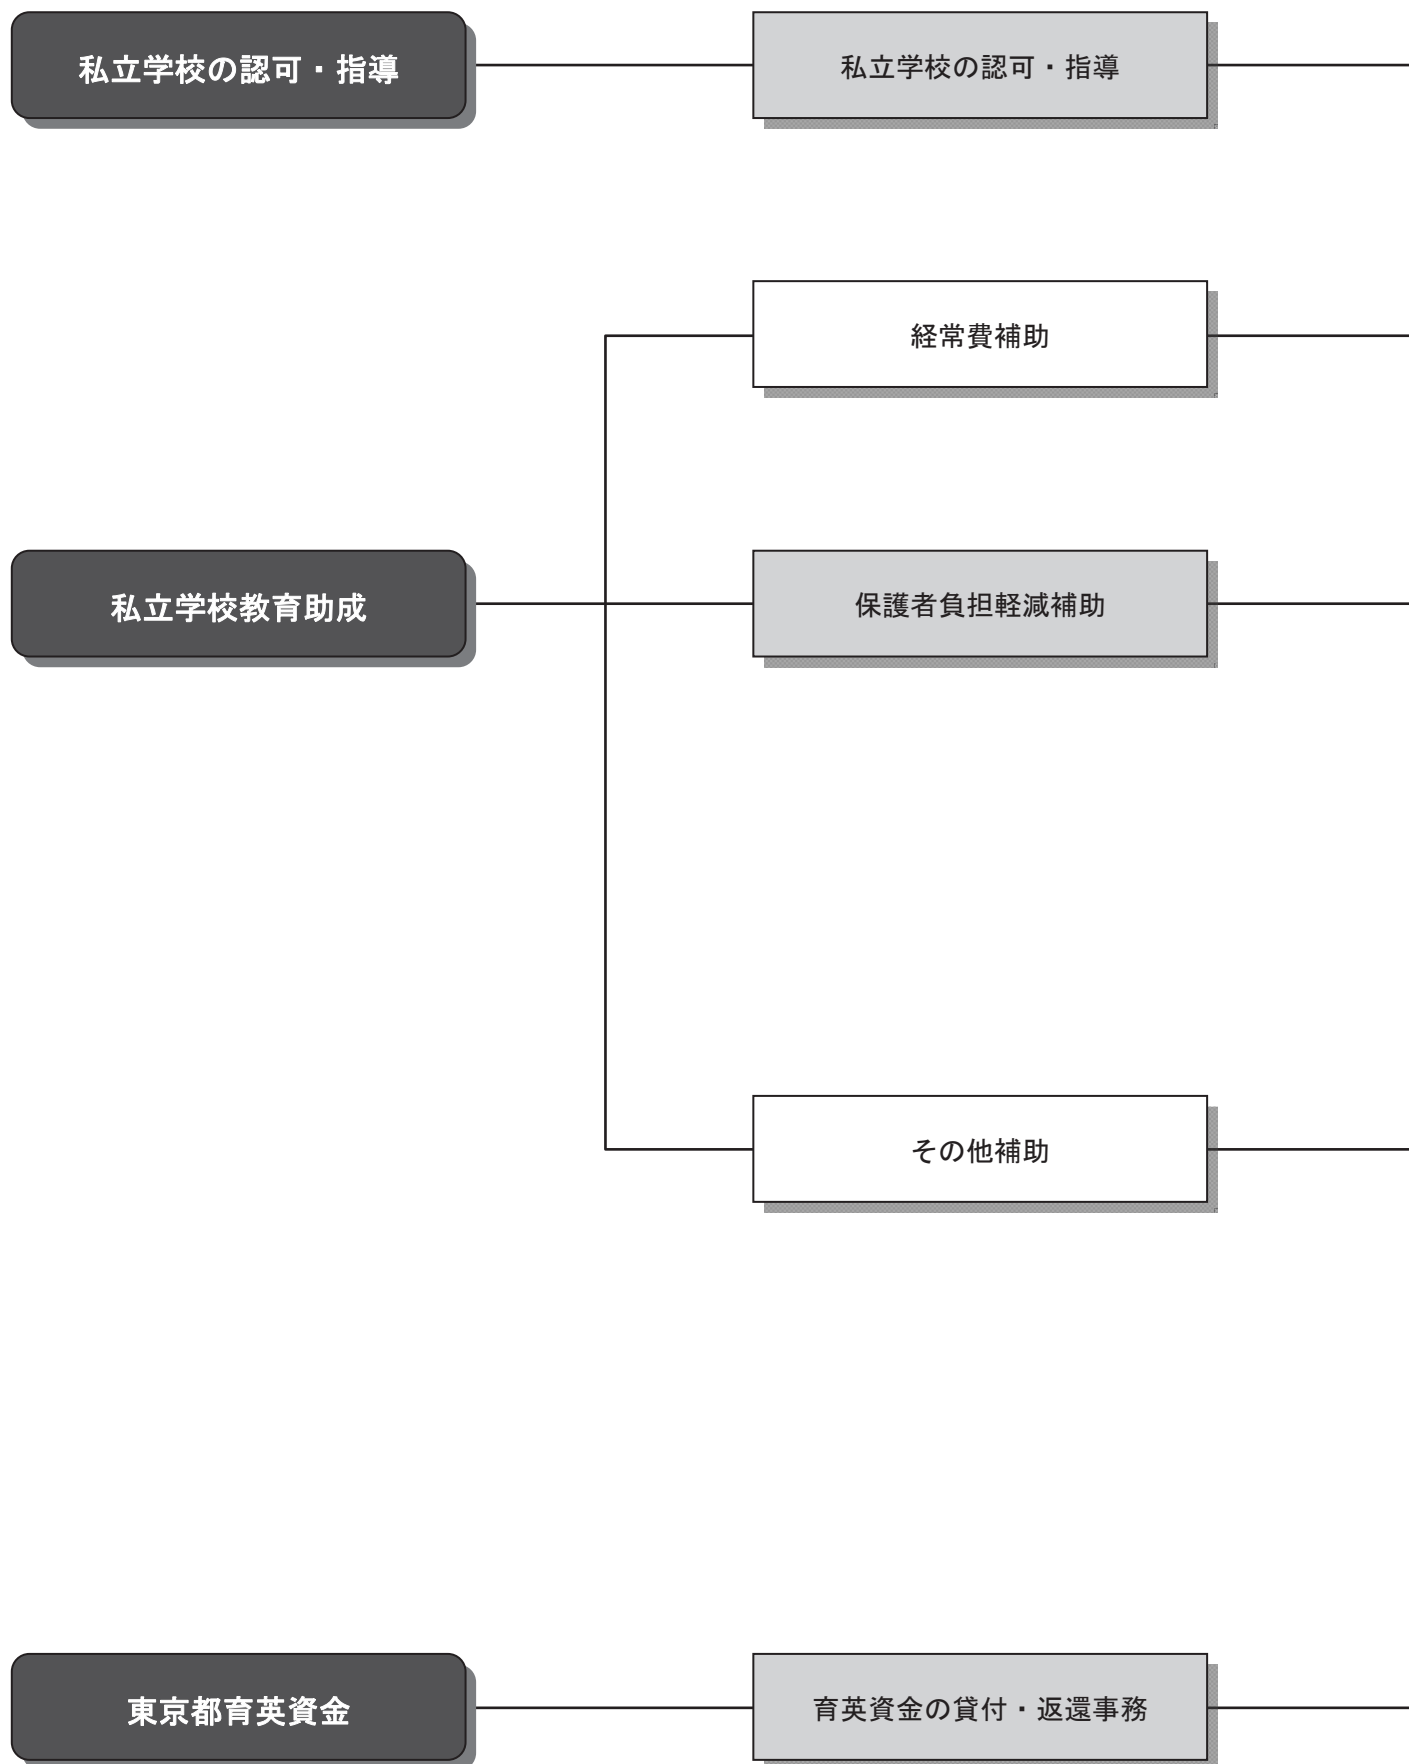 私立学校の認可・指導
私立学校の認可・指導
経常費補助
私立学校教育助成
保護者負担軽減補助
その他補助
東京都育英資金
育英資金の貸付・返還事務